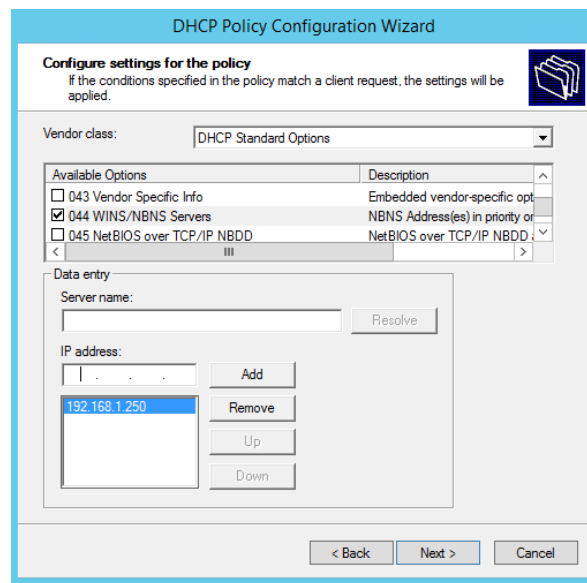 DHCP Policy Configuration Wizard
Configure settings for the policy
If the conditions specified in the policy match a client request, the settings will be
applied.
Vendor class:
DHCP Standard Options
Available Options
Description
043 Vendor Specific Info
Embedded vendor-specific opt
044 WINS/NBNS Servers
NBNS Address(es) in priority or
045 NetBIOS over TCP/IP NBDD
NetBIOS over TCP/IP NBDD
Data entry
Server name:
Resolve
IP address:
. . .
Add
192.168.1.250
Remove
Up
Down
< Back
Next >
Cancel